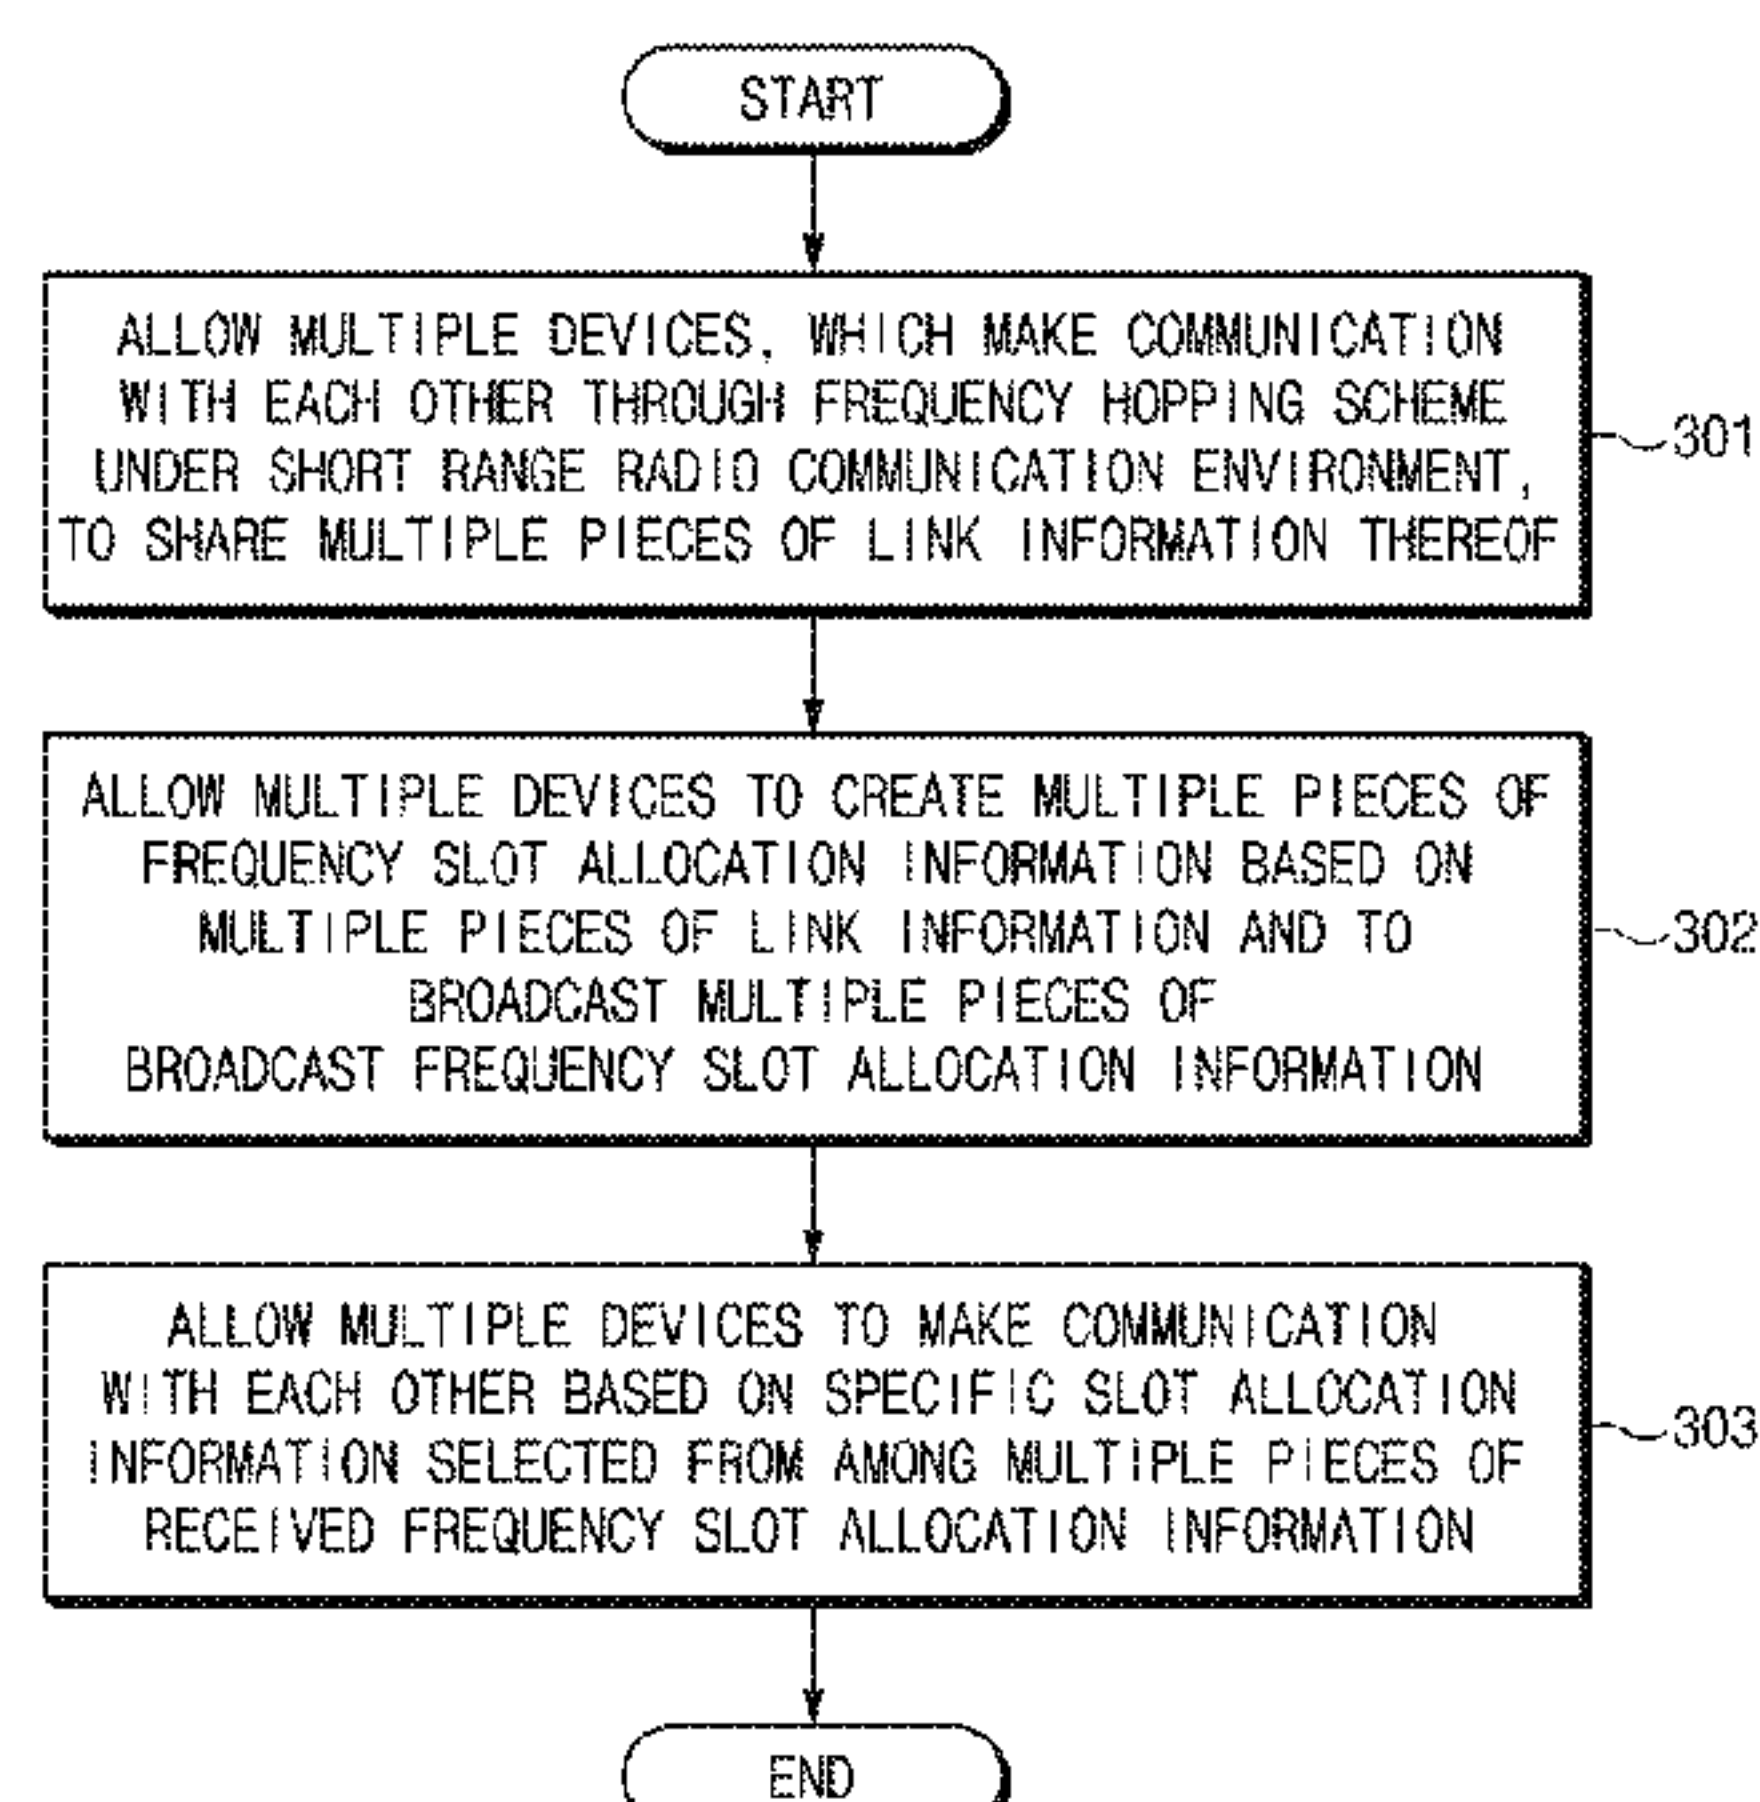 START
ALLOW MULTIPLE DEVICES, WHICH MAKE COMMUNICATION
WITH EACH OTHER THROUGH FREQUENCY HOPPING SCHEME
UNDER SHORT RANGE RADIO COMMUNICATION ENVIRONMENT,
TO SHARE MULTIPLE PIECES OF LINK INFORMATION THEREOF
301
ALLOW MULTIPLE DEVICES TO CREATE MULTIPLE PIECES OF
FREQUENCY SLOT ALLOCATION INFORMATION BASED ON
MULTIPLE PIECES OF LINK INFORMATION AND TO
BROADCAST MULTIPLE PIECES OF
BROADCAST FREQUENCY SLOT ALLOCATION INFORMATION
302
ALLOW MULTIPLE DEVICES TO MAKE COMMUNICATION
WITH EACH OTHER BASED ON SPECIFIC SLOT ALLOCATION
INFORMATION SELECTED FROM AMONG MULTIPLE PIECES OF
RECEIVED FREQUENCY SLOT ALLOCATION INFORMATION
303
END